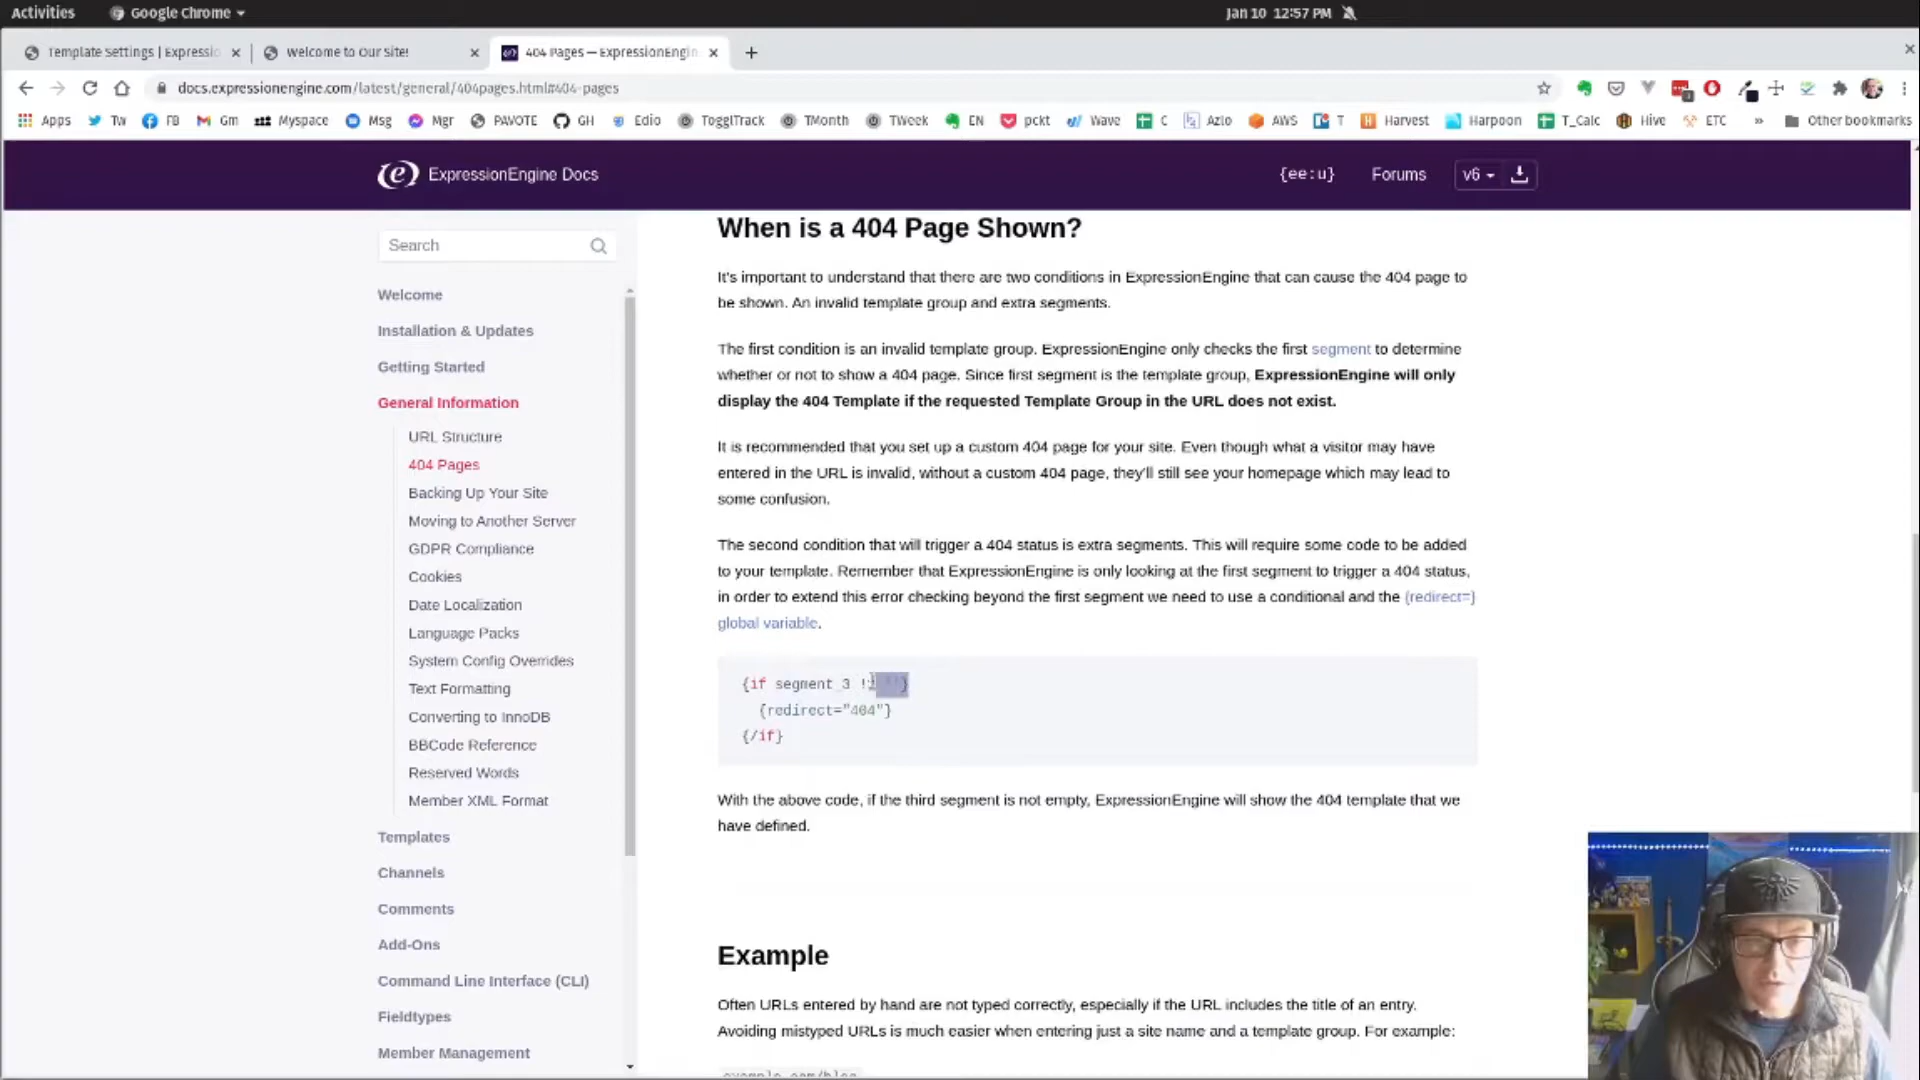 Activities
Google Chrome
Jan 10 12:57 PM
Template Settings | Expressio
Welcome to Our Site!
404 Pages — ExpressionEngin
docs.expressionengine.com/latest/general/404pages.html#404-pages
Apps
Tw
FB
Gm
Myspace
Msg
Mgr
PAVOTE
GH
Edio
TogglTrack
TMonth
TWeek
EN
pckt
Wave
C
Azlo
AWS
T
Harvest
Harpoon
T_Calc
Hive
ETC
»
Other bookmarks
ExpressionEngine Docs
{ee:u}
Forums
v6
Search
Welcome
Installation & Updates
Getting Started
General Information
URL Structure
404 Pages
Backing Up Your Site
Moving to Another Server
GDPR Compliance
Cookies
Date Localization
Language Packs
System Config Overrides
Text Formatting
Converting to InnoDB
BBCode Reference
Reserved Words
Member XML Format
Templates
Channels
Comments
Add-Ons
Command Line Interface (CLI)
Fieldtypes
Member Management
When is a 404 Page Shown?
It's important to understand that there are two conditions in ExpressionEngine that can cause the 404 page to
be shown. An invalid template group and extra segments.
The first condition is an invalid template group. ExpressionEngine only checks the first segment to determine
whether or not to show a 404 page. Since first segment is the template group, ExpressionEngine will only
display the 404 Template if the requested Template Group in the URL does not exist.
It is recommended that you set up a custom 404 page for your site. Even though what a visitor may have
entered in the URL is invalid, without a custom 404 page, they'll still see your homepage which may lead to
some confusion.
The second condition that will trigger a 404 status is extra segments. This will require some code to be added
to your template. Remember that ExpressionEngine is only looking at the first segment to trigger a 404 status,
in order to extend this error checking beyond the first segment we need to use a conditional and the {redirect=}
global variable.
{if segment_3 != ''}
{redirect="404"}
{/if}
With the above code, if the third segment is not empty, ExpressionEngine will show the 404 template that we
have defined.
Example
Often URLs entered by hand are not typed correctly, especially if the URL includes the title of an entry.
Avoiding mistyped URLs is much easier when entering just a site name and a template group. For example:
example.com/blog